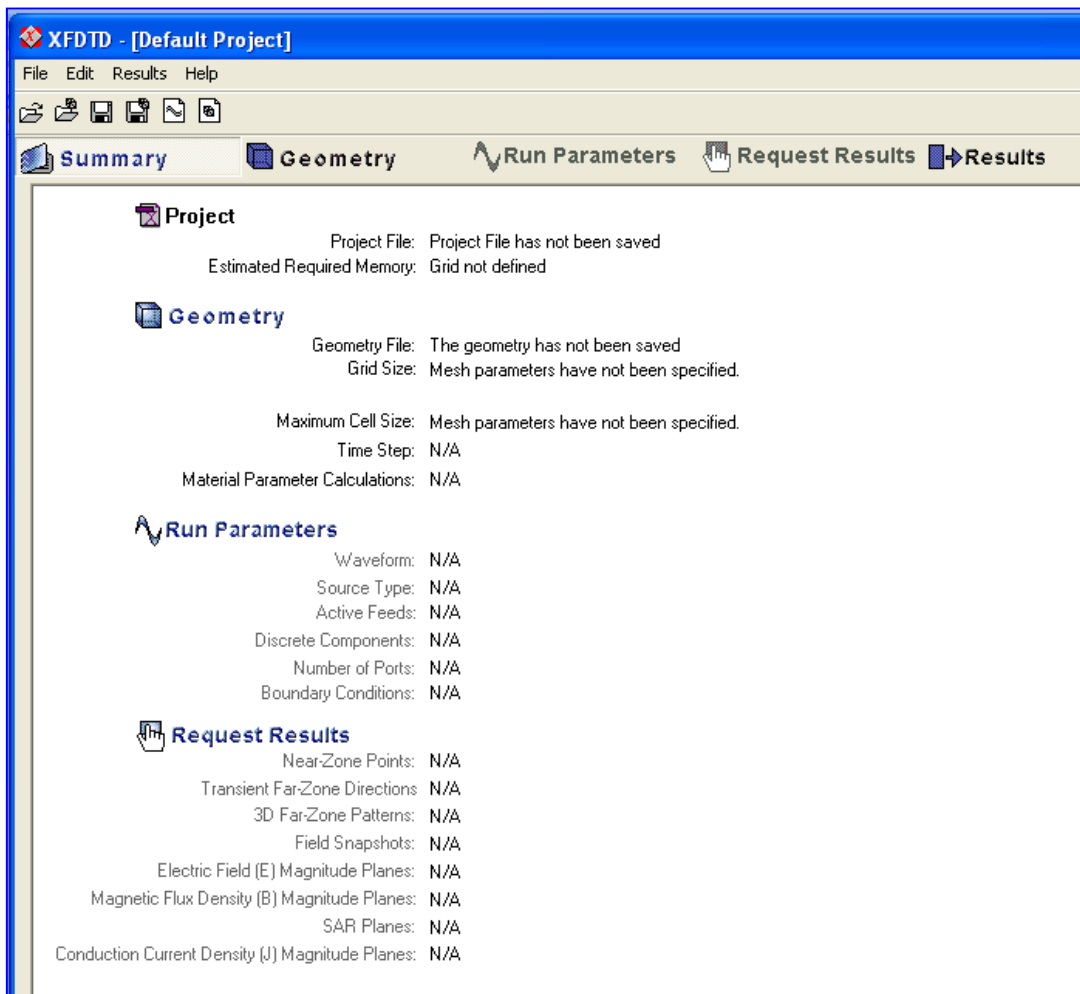 XFDTD - [Default Project]
File Edit Results Help
Summary Geometry Run Parameters Request Results Results
Project
Project File: Project File has not been saved
Estimated Required Memory: Grid not defined
Geometry
Geometry File: The geometry has not been saved
Grid Size: Mesh parameters have not been specified.
Maximum Cell Size: Mesh parameters have not been specified.
Time Step: N/A
Material Parameter Calculations: N/A
Run Parameters
Waveform: N/A
Source Type: N/A
Active Feeds: N/A
Discrete Components: N/A
Number of Ports: N/A
Boundary Conditions: N/A
Request Results
Near-Zone Points: N/A
Transient Far-Zone Directions N/A
3D Far-Zone Patterns: N/A
Field Snapshots: N/A
Electric Field (E) Magnitude Planes: N/A
Magnetic Flux Density (B) Magnitude Planes: N/A
SAR Planes: N/A
Conduction Current Density (J) Magnitude Planes: N/A